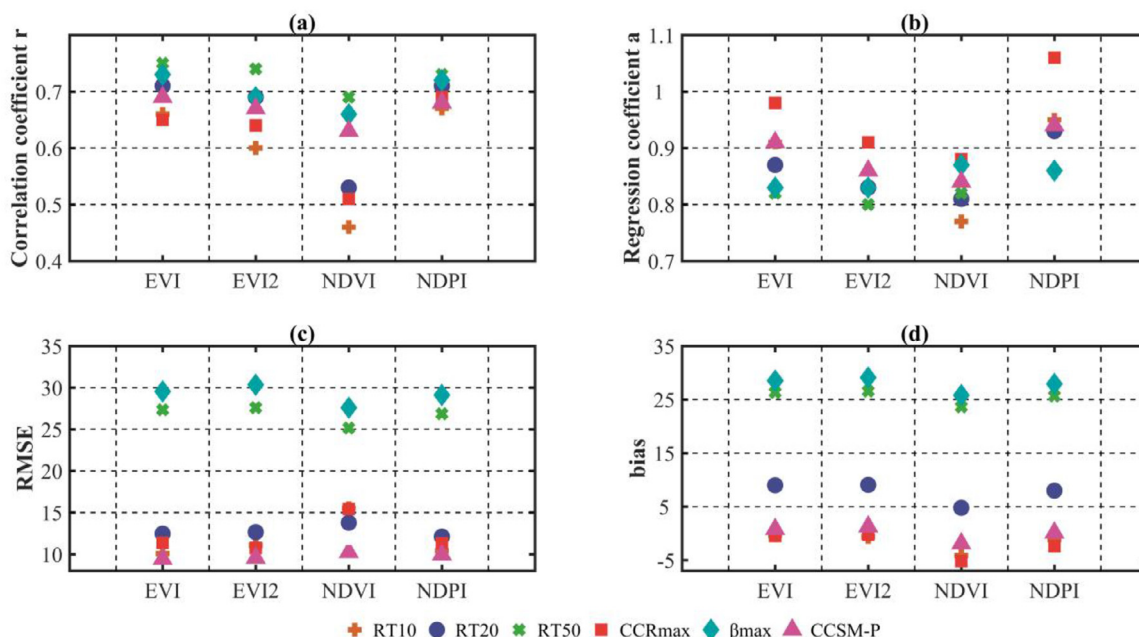 (a)
Correlation coefficient r
0.7
0.6
0.5
0.4
EVI EVI2 NDVI NDPI
(b)
Regression coefficient a
1.1
1
0.9
0.8
0.7
EVI EVI2 NDVI NDPI
(c)
RMSE
35
30
25
20
15
10
EVI EVI2 NDVI NDPI
(d)
bias
35
25
15
5
-5
EVI EVI2 NDVI NDPI
RT10 RT20 RT50 CCRmax βmax CCSM-P